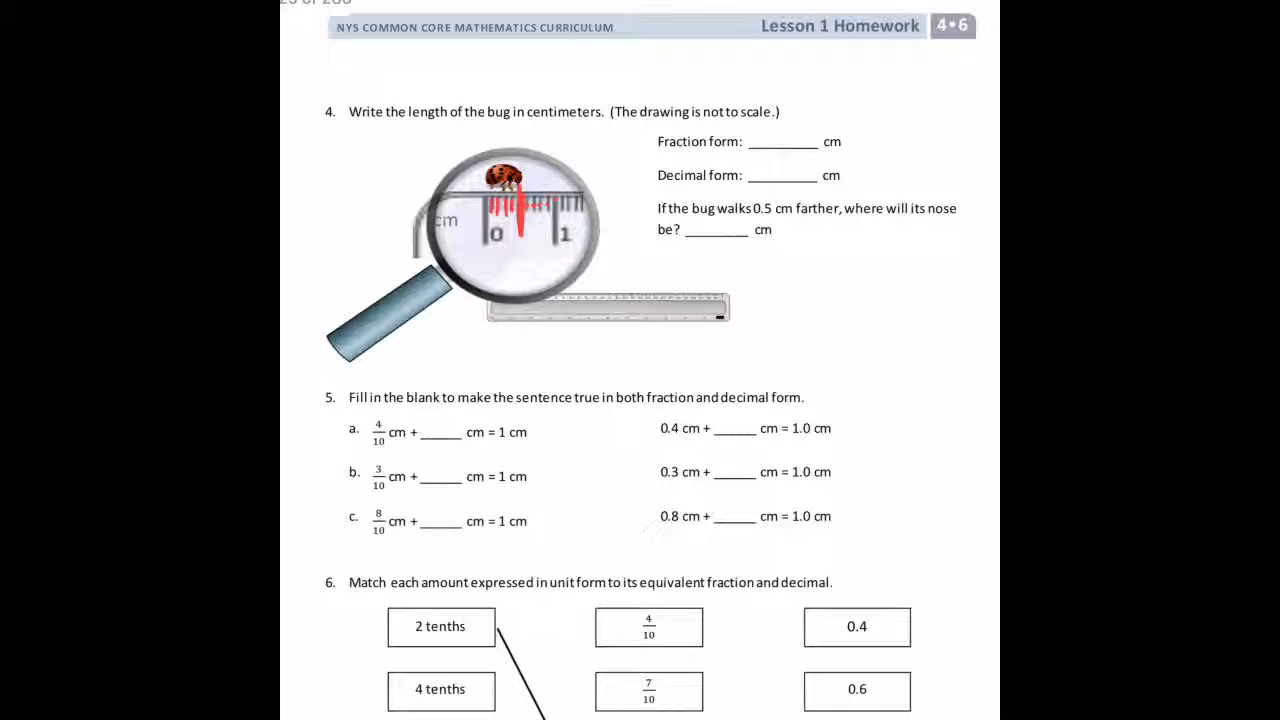 NYS COMMON CORE MATHEMATICS CURRICULUM Lesson 1 Homework 4•6
4. Write the length of the bug in centimeters. (The drawing is not to scale.)
Fraction form: __________ cm
Decimal form: __________ cm
If the bug walks 0.5 cm farther, where will its nose
be? _________ cm
cm
0 1
5. Fill in the blank to make the sentence true in both fraction and decimal form.
a. 4/10 cm + ______ cm = 1 cm 0.4 cm + ______ cm = 1.0 cm
b. 3/10 cm + ______ cm = 1 cm 0.3 cm + ______ cm = 1.0 cm
c. 8/10 cm + ______ cm = 1 cm 0.8 cm + ______ cm = 1.0 cm
6. Match each amount expressed in unit form to its equivalent fraction and decimal.
2 tenths 4/10 0.4
4 tenths 7/10 0.6